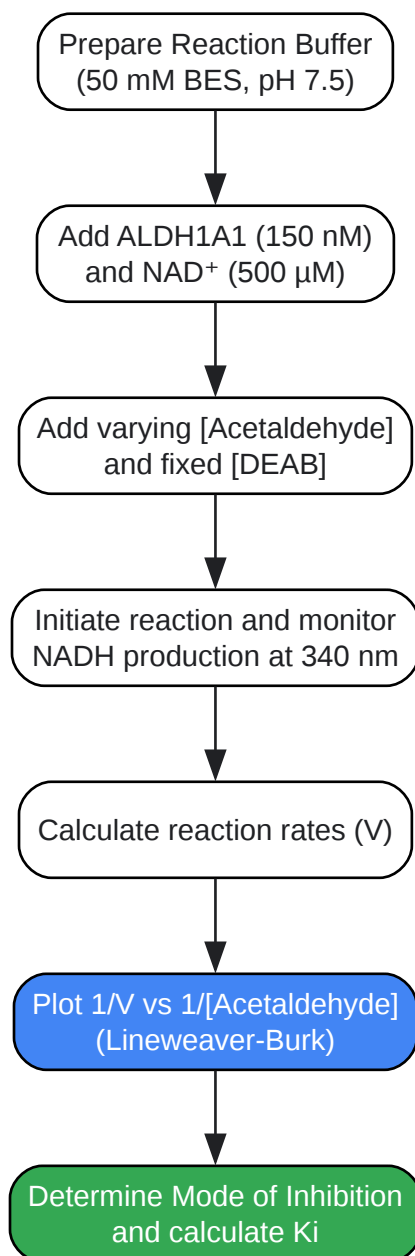 Prepare Reaction Buffer
(50 mM BES, pH 7.5)
Add ALDH1A1 (150 nM)
and NAD⁺ (500 µM)
Add varying [Acetaldehyde]
and fixed [DEAB]
Initiate reaction and monitor
NADH production at 340 nm
Calculate reaction rates (V)
Plot 1/V vs 1/[Acetaldehyde]
(Lineweaver-Burk)
Determine Mode of Inhibition
and calculate Ki